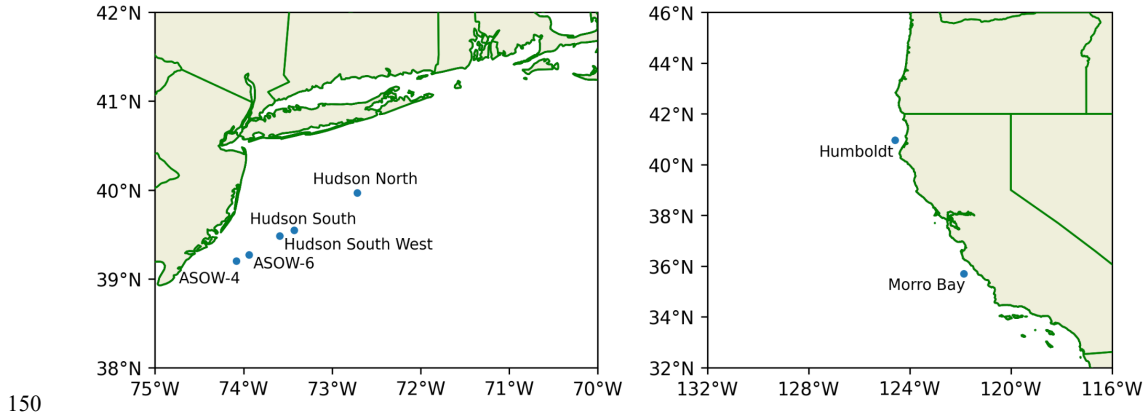 42°N
41°N
40°N
39°N
38°N
75°W
74°W
73°W
72°W
71°W
70°W
Hudson North
Hudson South
Hudson South West
ASOW-6
ASOW-4
46°N
44°N
42°N
40°N
38°N
36°N
34°N
32°N
132°W
128°W
124°W
120°W
116°W
Humboldt
Morro Bay
150